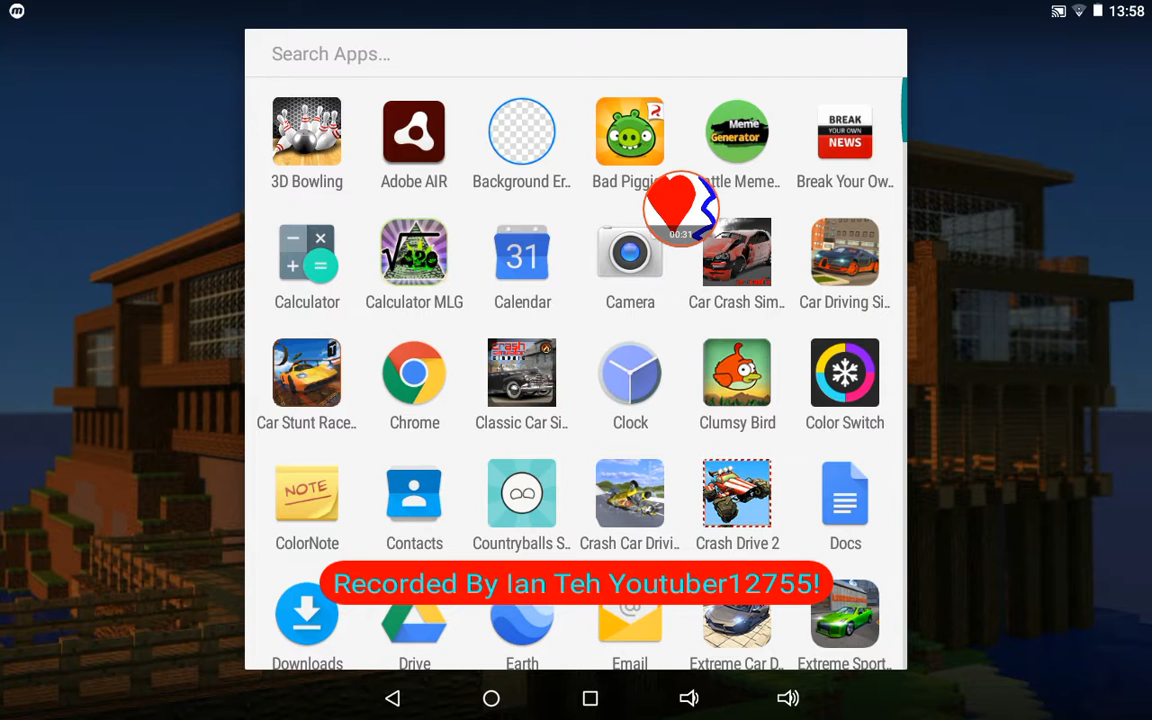 13:58
Search Apps...
BREAK
YOUR OWN
NEWS
Meme
Generator
3D Bowling
Adobe AIR
Background Er..
Bad Piggi
ttle Meme..
Break Your Ow..
00:31
31
Calculator
Calculator MLG
Calendar
Camera
Car Crash Sim..
Car Driving Si..
Car Stunt Race..
Chrome
Classic Car Si..
Clock
Clumsy Bird
Color Switch
NOTE
ColorNote
Contacts
Countryballs S..
Crash Car Drivi..
Crash Drive 2
Docs
Recorded By Ian Teh Youtuber12755!
Downloads
Drive
Earth
Email
Extreme Car D..
Extreme Sport..